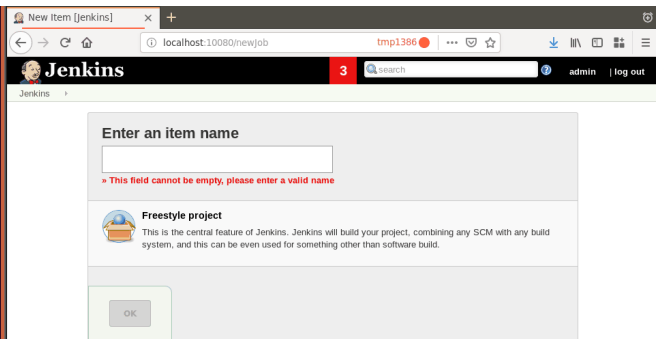 New Item [Jenkins]
localhost:10080/newJob
tmp1386
Jenkins
3
search
admin
| log out
Jenkins
Enter an item name
» This field cannot be empty, please enter a valid name
Freestyle project
This is the central feature of Jenkins. Jenkins will build your project, combining any SCM with any build
system, and this can be even used for something other than software build.
OK